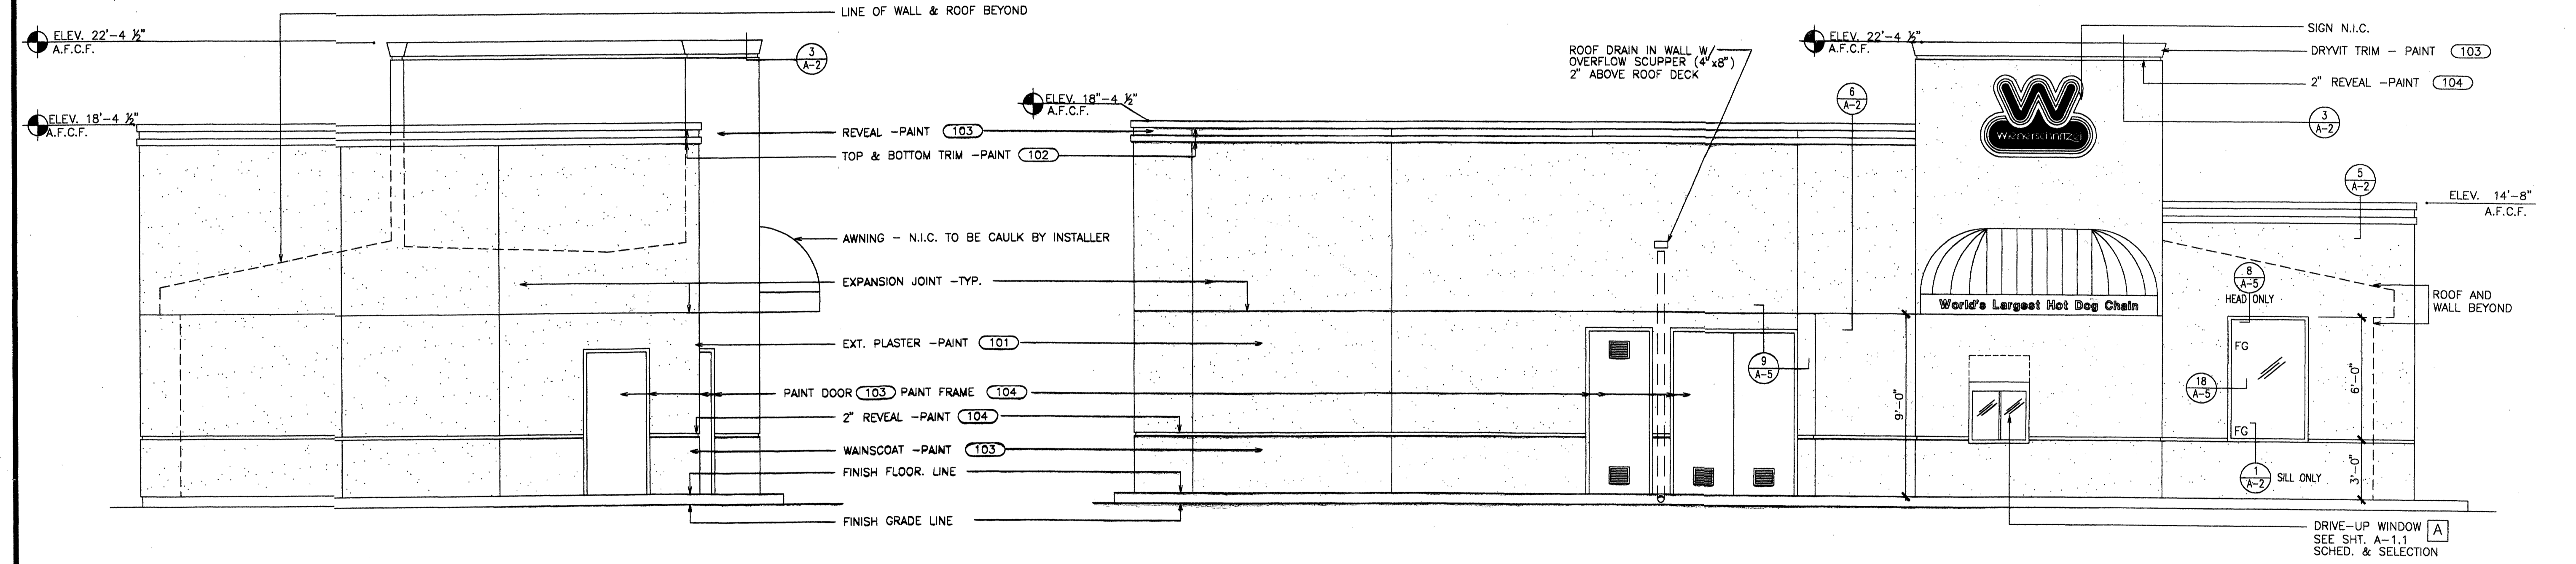 LINE OF WALL & ROOF BEYOND
ELEV. 22'-4 ½"
A.F.C.F.
3
A-2
ELEV. 18'-4 ½"
A.F.C.F.
REVEAL -PAINT 103
TOP & BOTTOM TRIM -PAINT 102
AWNING - N.I.C. TO BE CAULK BY INSTALLER
EXPANSION JOINT -TYP.
EXT. PLASTER -PAINT 101
PAINT DOOR 103 PAINT FRAME 104
2" REVEAL -PAINT 104
WAINSCOAT -PAINT 103
FINISH FLOOR. LINE
FINISH GRADE LINE
ELEV. 18"-4 ½"
A.F.C.F.
ROOF DRAIN IN WALL W/
OVERFLOW SCUPPER (4"x8")
2" ABOVE ROOF DECK
6
A-2
ELEV. 22'-4 ½"
A.F.C.F.
W
Wienerschnitzel
SIGN N.I.C.
DRYVIT TRIM - PAINT 103
2" REVEAL -PAINT 104
3
A-2
5
A-2
ELEV. 14'-8"
A.F.C.F.
World's Largest Hot Dog Chain
8
A-5
HEAD ONLY
ROOF AND
WALL BEYOND
FG
9
A-5
18
A-5
9'-0"
6'-0"
FG
1
A-2
SILL ONLY
3'-0"
DRIVE-UP WINDOW A
SEE SHT. A-1.1
SCHED. & SELECTION